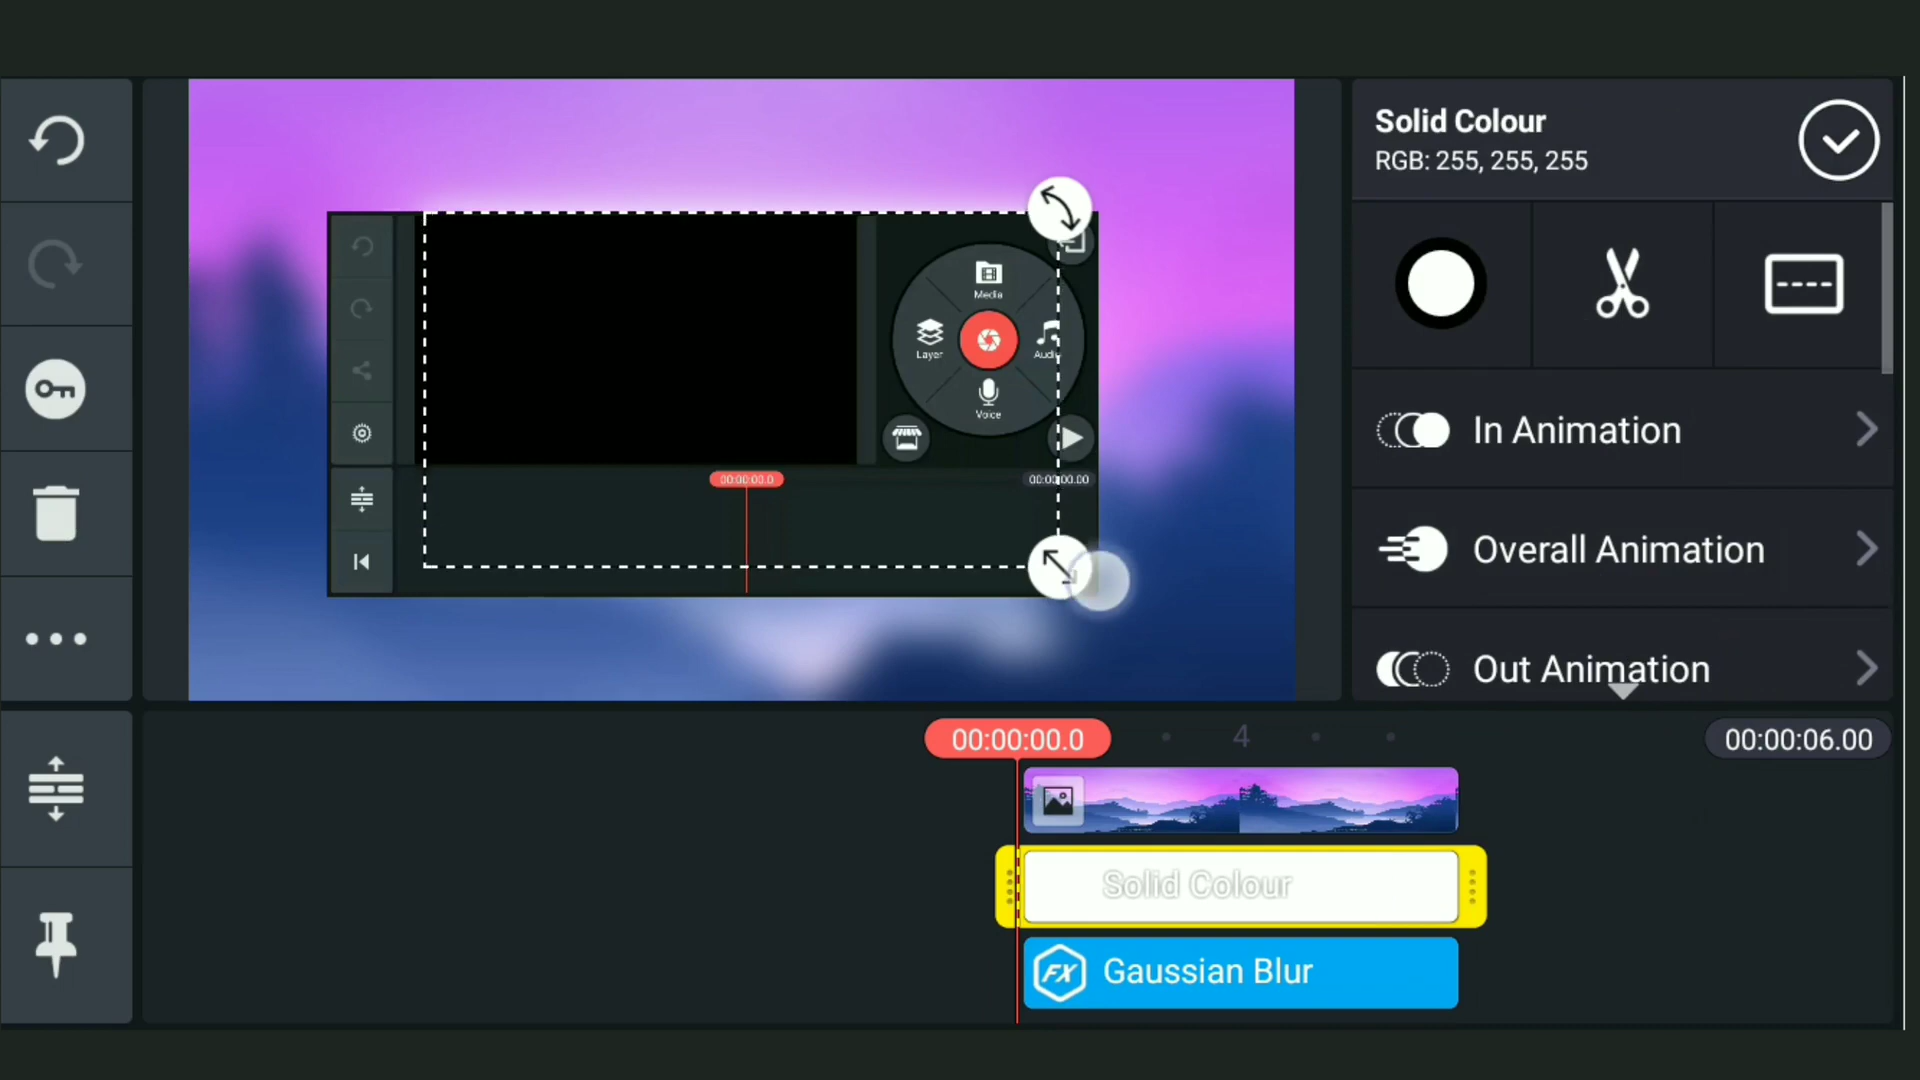 Solid Colour
RGB: 255, 255, 255
Media
Layer
Audio
Voice
00:00:00.0
00:00:00.00
In Animation
Overall Animation
Out Animation
00:00:00.0
4
00:00:06.00
Solid Colour
FX Gaussian Blur